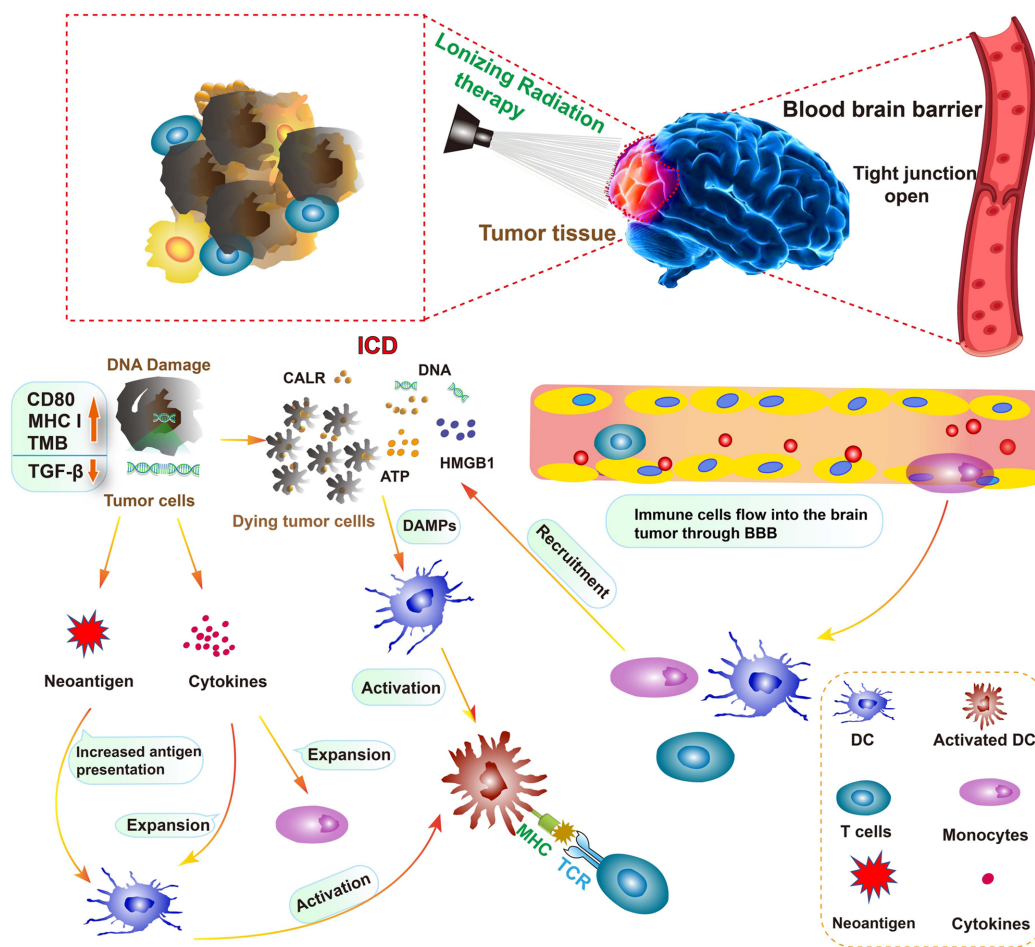 Lonizing Radiation
therapy
Blood brain barrier
Tight junction
open
Tumor tissue
ICD
DNA Damage
CD80
MHC I
TMB
TGF-β
Tumor cells
CALR
DNA
ATP
HMGB1
Dying tumor cellls
DAMPs
Immune cells flow into the brain
tumor through BBB
Recruitment
Neoantigen
Cytokines
Activation
Increased antigen
presentation
Expansion
Expansion
Activation
MHC
TCR
DC
Activated DC
T cells
Monocytes
Neoantigen
Cytokines